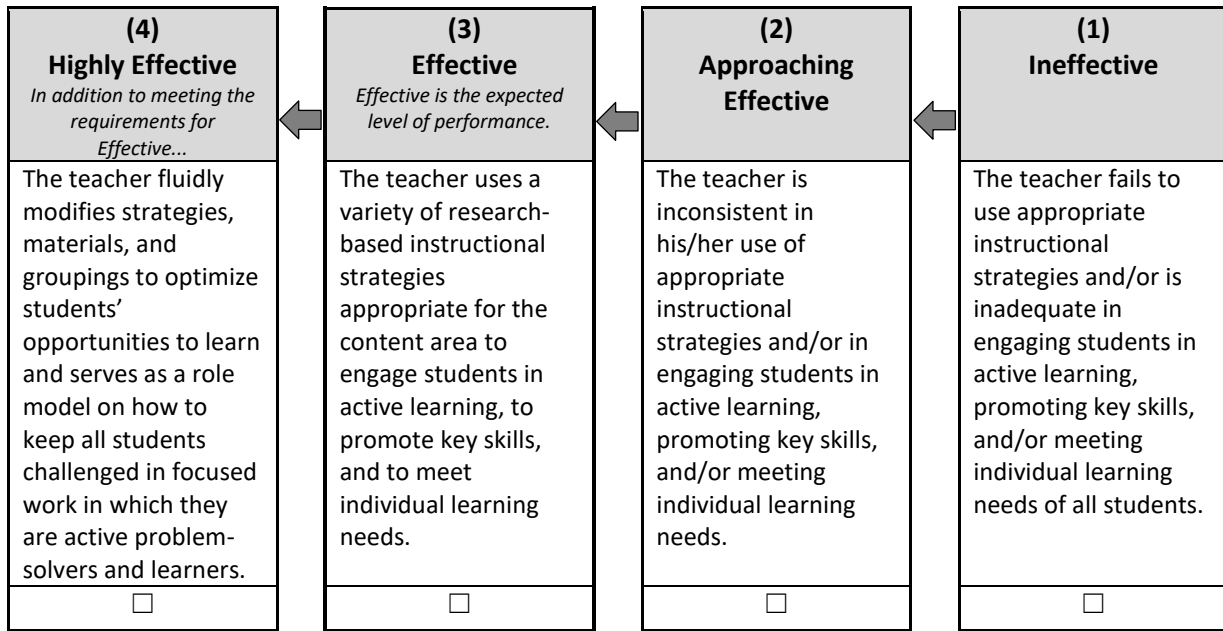 (4)
Highly Effective
In addition to meeting the
requirements for
Effective...
The teacher fluidly
modifies strategies,
materials, and
groupings to optimize
students’
opportunities to learn
and serves as a role
model on how to
keep all students
challenged in focused
work in which they
are active problem-
solvers and learners.
☐
(3)
Effective
Effective is the expected
level of performance.
The teacher uses a
variety of research-
based instructional
strategies
appropriate for the
content area to
engage students in
active learning, to
promote key skills,
and to meet
individual learning
needs.
☐
(2)
Approaching
Effective
The teacher is
inconsistent in
his/her use of
appropriate
instructional
strategies and/or in
engaging students in
active learning,
promoting key skills,
and/or meeting
individual learning
needs.
☐
(1)
Ineffective
The teacher fails to
use appropriate
instructional
strategies and/or is
inadequate in
engaging students in
active learning,
promoting key skills,
and/or meeting
individual learning
needs of all students.
☐